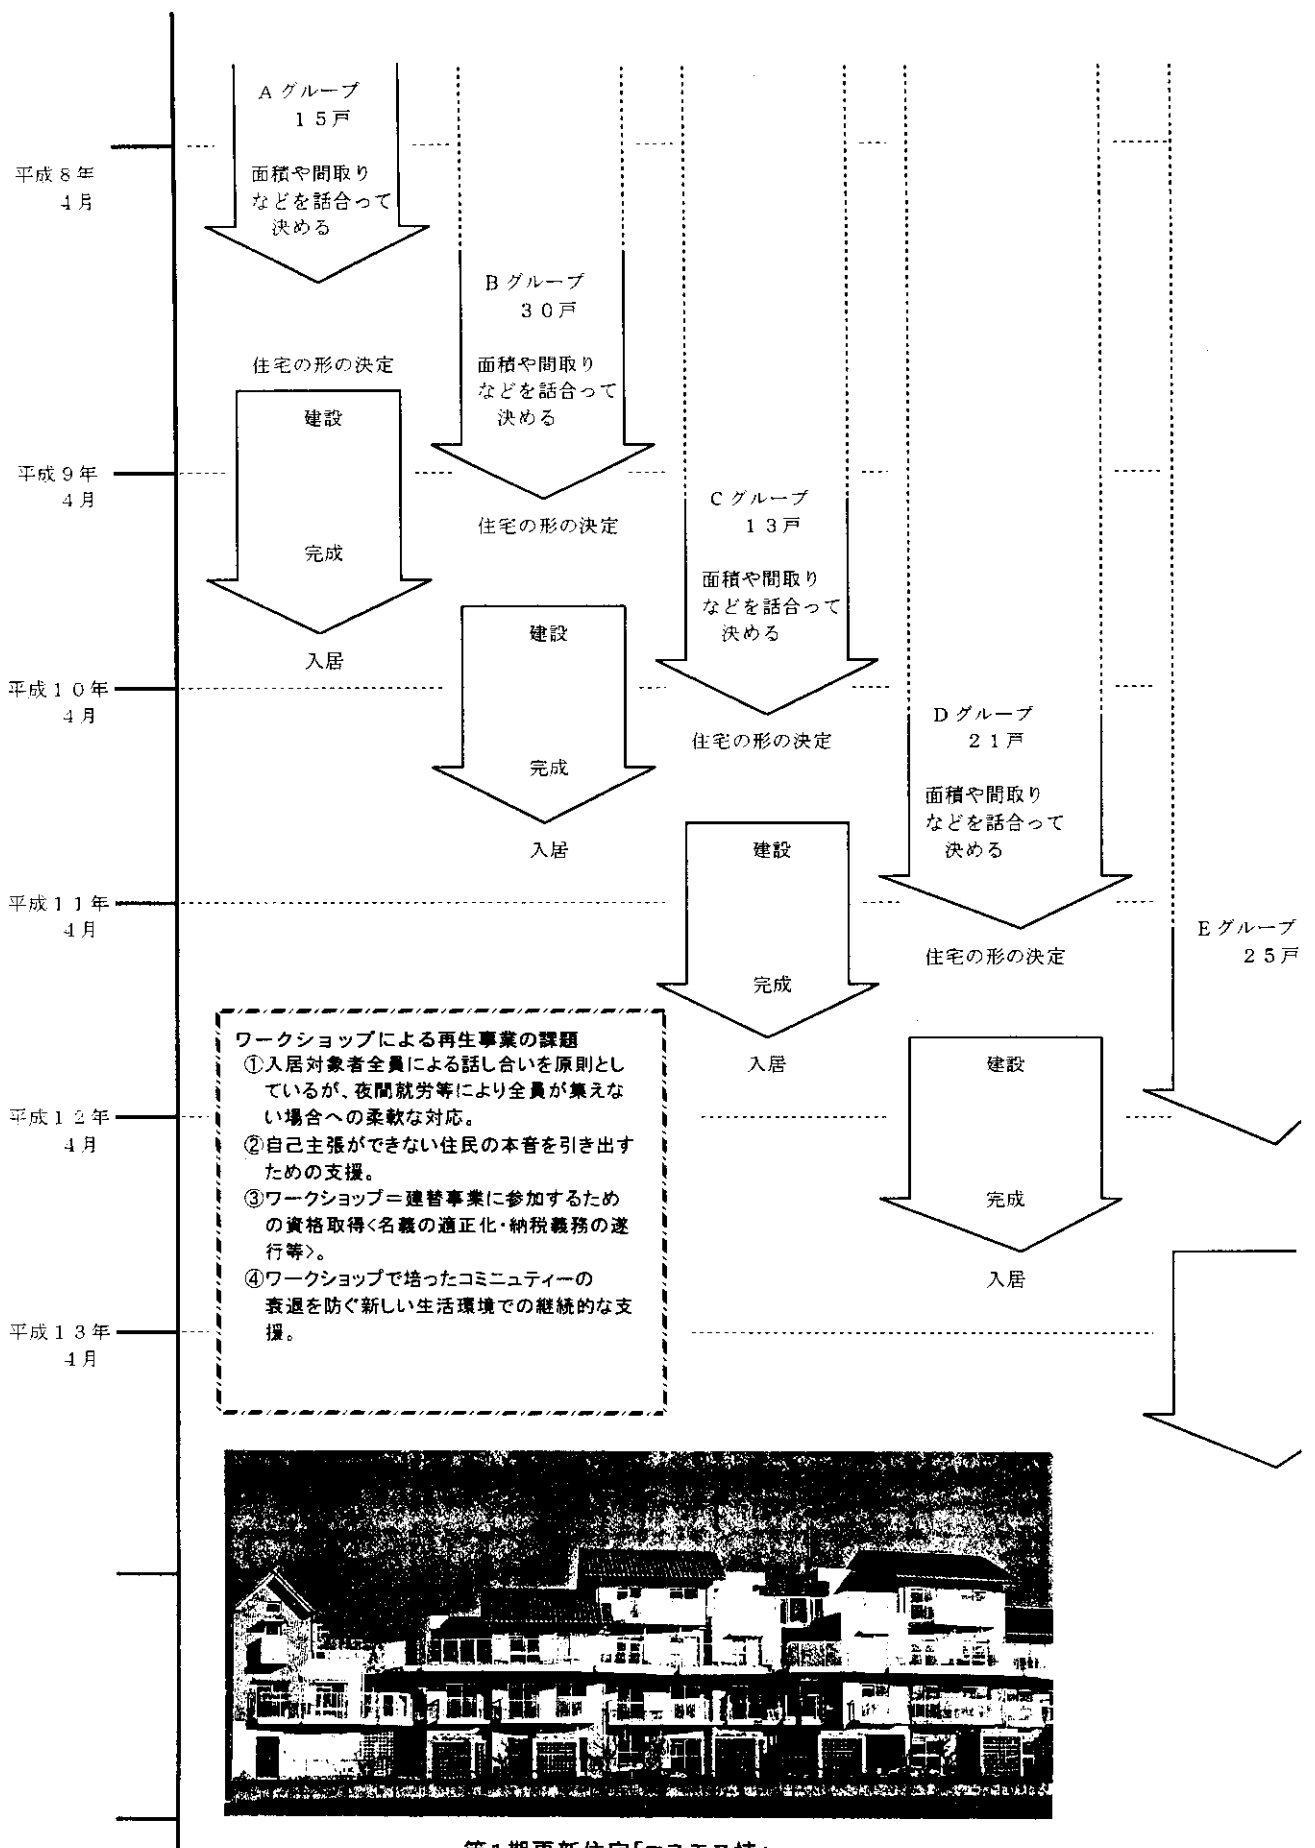 Aグループ
15戸
平成8年
4月
面積や間取り
などを話合って
決める
Bグループ
30戸
住宅の形の決定
面積や間取り
などを話合って
決める
建設
平成9年
4月
Cグループ
13戸
住宅の形の決定
完成
面積や間取り
などを話合って
決める
建設
入居
平成10年
4月
Dグループ
21戸
住宅の形の決定
完成
面積や間取り
などを話合って
決める
入居
建設
平成11年
4月
Eグループ
25戸
住宅の形の決定
完成
ワークショップによる再生事業の課題
①入居対象者全員による話し合いを原則とし
ているが、夜間就労等により全員が集えな
い場合への柔軟な対応。
②自己主張ができない住民の本音を引き出す
ための支援。
③ワークショップ=建替事業に参加するため
の資格取得<名義の適正化・納税義務の遂
行等>。
④ワークショップで培ったコミニュティーの
衰退を防ぐ新しい生活環境での継続的な支
援。
入居
建設
平成12年
4月
完成
入居
平成13年
4月
第1期更新住宅